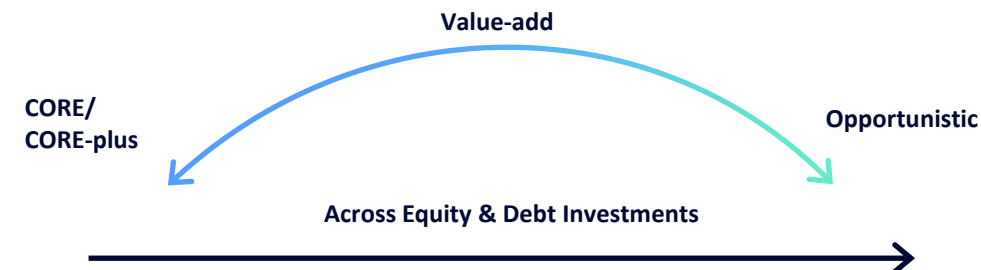 Value-add
CORE/
CORE-plus
Opportunistic
Across Equity & Debt Investments